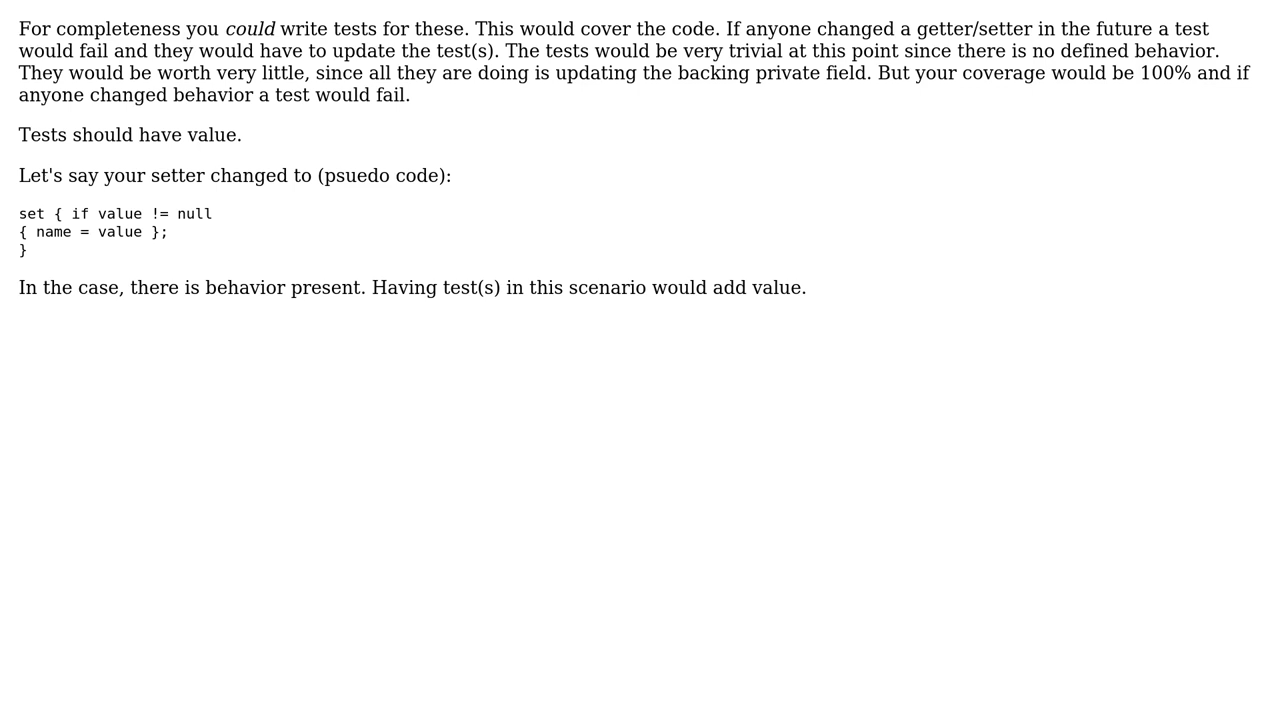 For completeness you could write tests for these. This would cover the code. If anyone changed a getter/setter in the future a test
would fail and they would have to update the test(s). The tests would be very trivial at this point since there is no defined behavior.
They would be worth very little, since all they are doing is updating the backing private field. But your coverage would be 100% and if
anyone changed behavior a test would fail.
Tests should have value.
Let's say your setter changed to (psuedo code):
set { if value != null
{ name = value };
}
In the case, there is behavior present. Having test(s) in this scenario would add value.